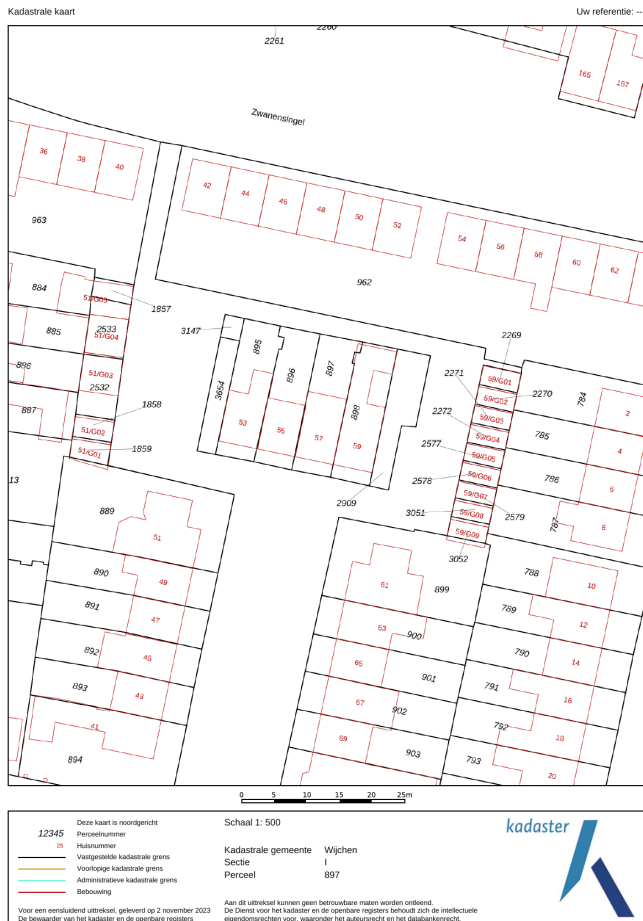 Kadastrale kaart
Uw referentie: --
2260
2261
165
167
Zwanensingel
36
38
40
42
44
46
48
50
52
54
56
58
60
62
963
962
884
51/G05
1857
2533
51/G04
885
3147
886
51/G03
2532
887
1858
51/G02
51/G01
1859
895
896
897
898
3654
53
55
57
59
2909
2269
2271
59/G01
2270
59/G02
2272
59/G03
59/G04
2577
59/G05
2578
59/G06
59/G07
2579
3051
59/G08
59/G09
3052
784
2
785
4
786
6
787
8
13
889
51
890
49
891
47
892
45
893
43
41
894
61
899
63
900
65
901
67
902
69
903
788
10
789
12
790
14
791
16
792
18
793
20
0 5 10 15 20 25m
Deze kaart is noordgericht
12345 Perceelnummer
25 Huisnummer
Vastgestelde kadastrale grens
Voorlopige kadastrale grens
Administratieve kadastrale grens
Bebouwing
Voor een eensluidend uittreksel, geleverd op 2 november 2023
De bewaarder van het kadaster en de openbare registers
Schaal 1: 500
Kadastrale gemeente Wijchen
Sectie I
Perceel 897
Aan dit uittreksel kunnen geen betrouwbare maten worden ontleend.
De Dienst voor het kadaster en de openbare registers behoudt zich de intellectuele
eigendomsrechten voor, waaronder het auteursrecht en het databankenrecht.
kadaster